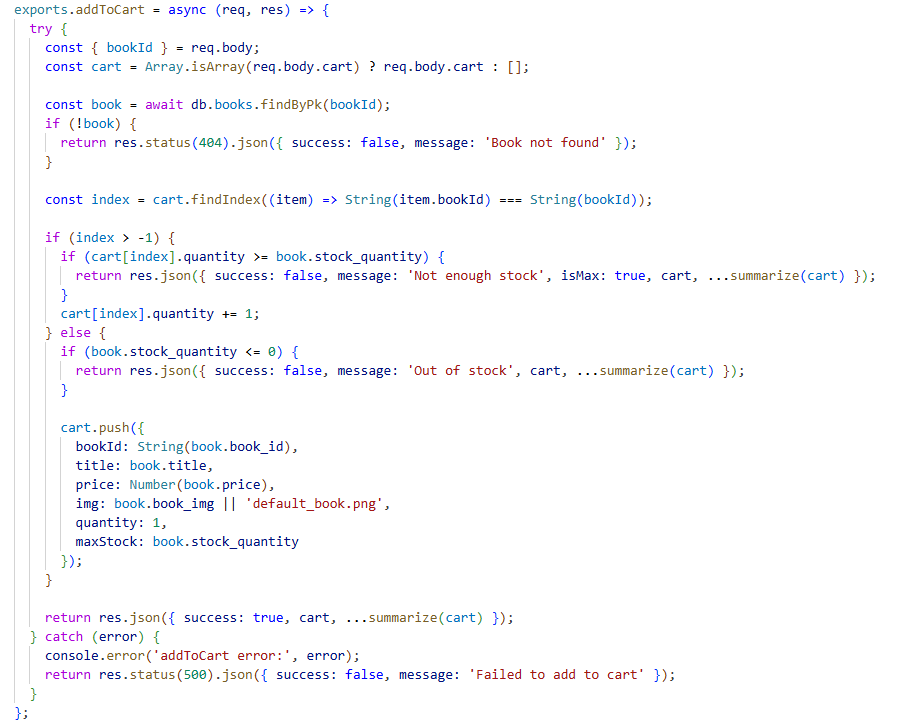 exports.addToCart = async (req, res) => {
  try {
    const { bookId } = req.body;
    const cart = Array.isArray(req.body.cart) ? req.body.cart : [];

    const book = await db.books.findByPk(bookId);
    if (!book) {
      return res.status(404).json({ success: false, message: 'Book not found' });
    }

    const index = cart.findIndex((item) => String(item.bookId) === String(bookId));

    if (index > -1) {
      if (cart[index].quantity >= book.stock_quantity) {
        return res.json({ success: false, message: 'Not enough stock', isMax: true, cart, ...summarize(cart) });
      }
      cart[index].quantity += 1;
    } else {
      if (book.stock_quantity <= 0) {
        return res.json({ success: false, message: 'Out of stock', cart, ...summarize(cart) });
      }

      cart.push({
        bookId: String(book.book_id),
        title: book.title,
        price: Number(book.price),
        img: book.book_img || 'default_book.png',
        quantity: 1,
        maxStock: book.stock_quantity
      });
    }

    return res.json({ success: true, cart, ...summarize(cart) });
  } catch (error) {
    console.error('addToCart error:', error);
    return res.status(500).json({ success: false, message: 'Failed to add to cart' });
  }
};